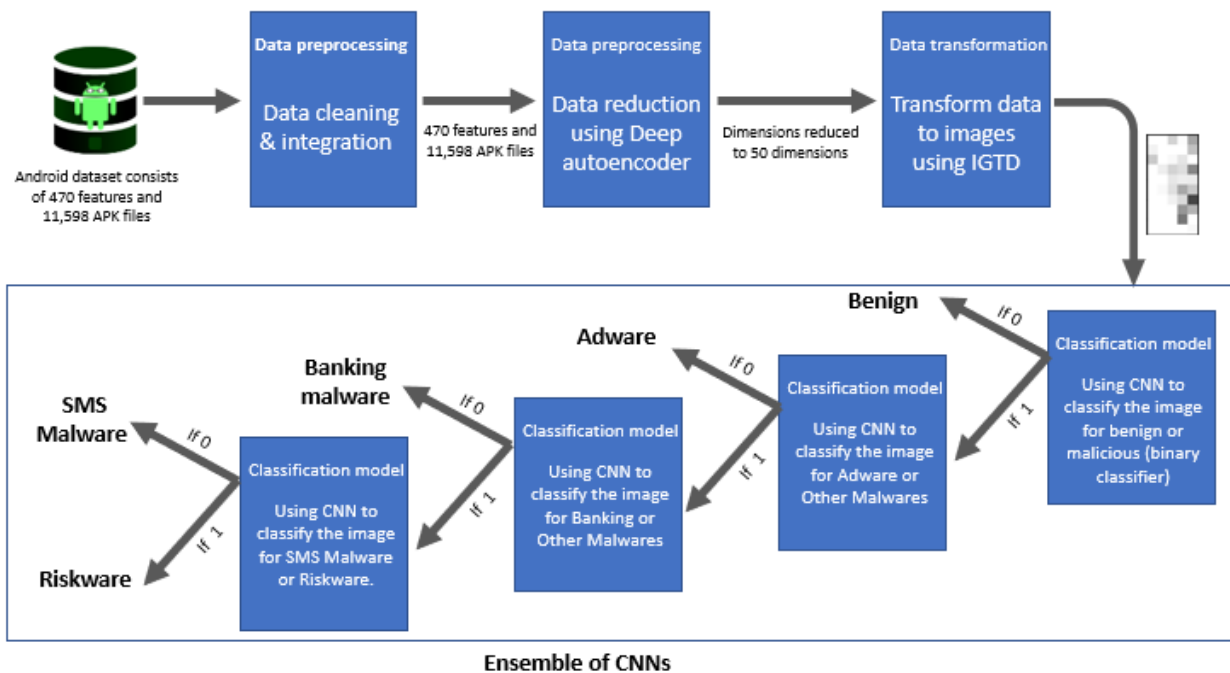 Data preprocessing
Data cleaning
& integration
Data preprocessing
Data reduction
using Deep
autoencoder
Data transformation
Transform data
to images
using IGTD
470 features and
11,598 APK files
Dimensions reduced
to 50 dimensions
Android dataset consists
of 470 features and
11,598 APK files
Benign
If 0
If 1
Classification model
Using CNN to
classify the image
for benign or
malicious (binary
classifier)
Adware
If 0
If 1
Classification model
Using CNN to
classify the image
for Adware or
Other Malwares
Banking
malware
If 0
If 1
Classification model
Using CNN to
classify the image
for Banking or
Other Malwares
SMS
Malware
If 0
If 1
Riskware
Classification model
Using CNN to
classify the image
for SMS Malware
or Riskware.
Ensemble of CNNs